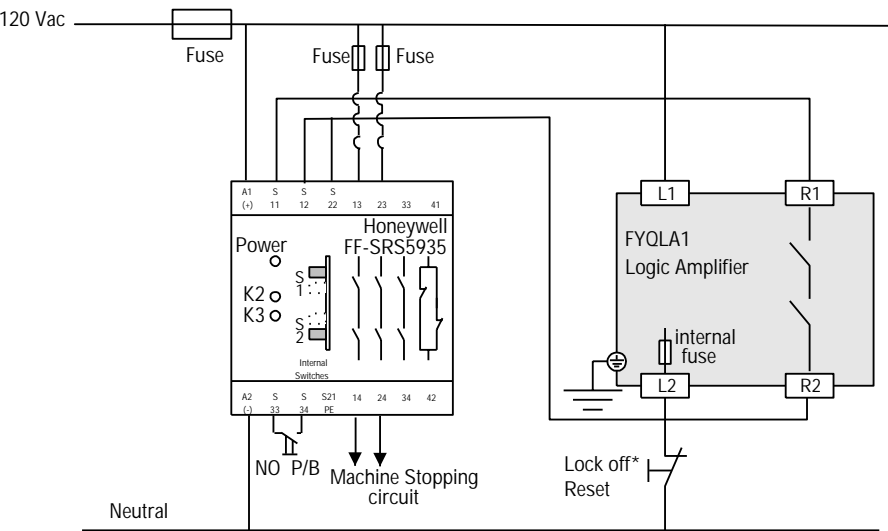 120 Vac
Fuse
Fuse
Fuse
A1 S S S
(+) 11 12 22 13 23 33 41
Honeywell
FF-SRS5935
Power
K2
K3
S
1
S
2
Internal
Switches
A2 S S S21
(-) 33 34 PE 14 24 34 42
NO P/B
Machine Stopping
circuit
L1
R1
FYQLA1
Logic Amplifier
internal
fuse
L2
R2
Lock off*
Reset
Neutral